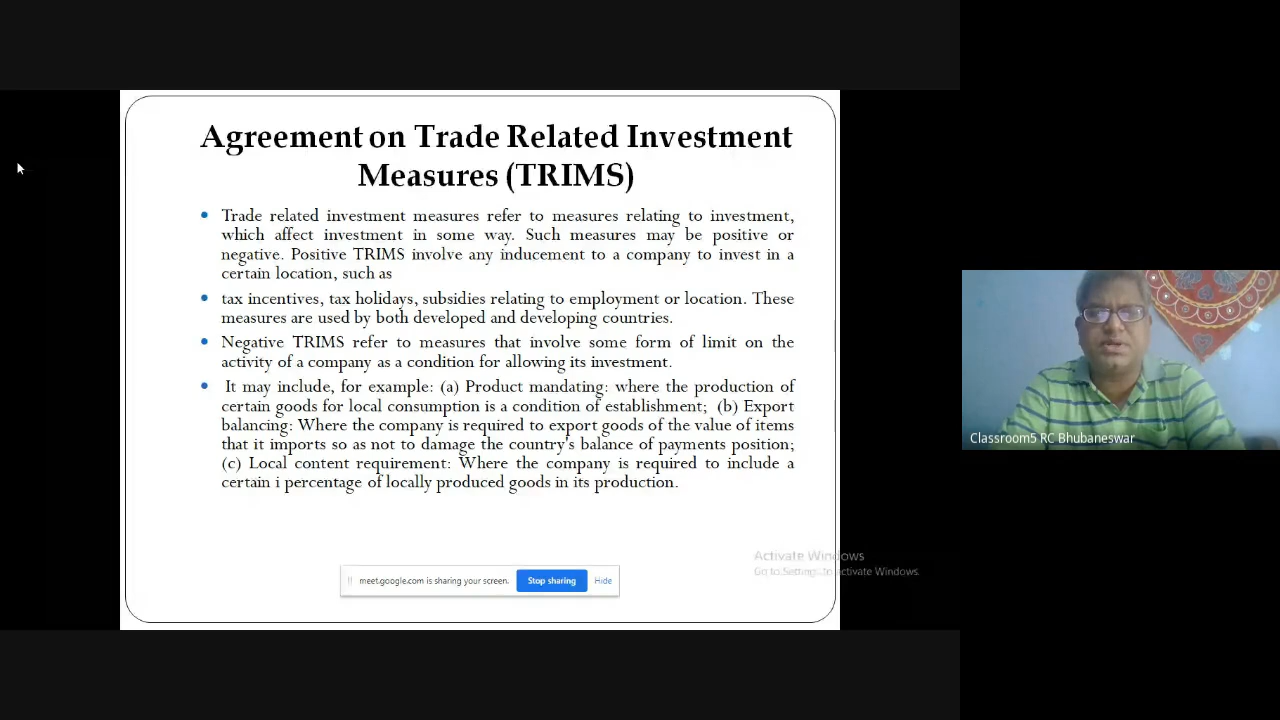 Agreement on Trade Related Investment
Measures (TRIMS)
• Trade related investment measures refer to measures relating to investment,
which affect investment in some way. Such measures may be positive or
negative. Positive TRIMS involve any inducement to a company to invest in a
certain location, such as
• tax incentives, tax holidays, subsidies relating to employment or location. These
measures are used by both developed and developing countries.
• Negative TRIMS refer to measures that involve some form of limit on the
activity of a company as a condition for allowing its investment.
• It may include, for example: (a) Product mandating: where the production of
certain goods for local consumption is a condition of establishment; (b) Export
balancing: Where the company is required to export goods of the value of items
that it imports so as not to damage the country's balance of payments position;
(c) Local content requirement: Where the company is required to include a
certain i percentage of locally produced goods in its production.
Classroom5 RC Bhubaneswar
Activate Windows
Go to Settings to activate Windows.
meet.google.com is sharing your screen. Stop sharing Hide